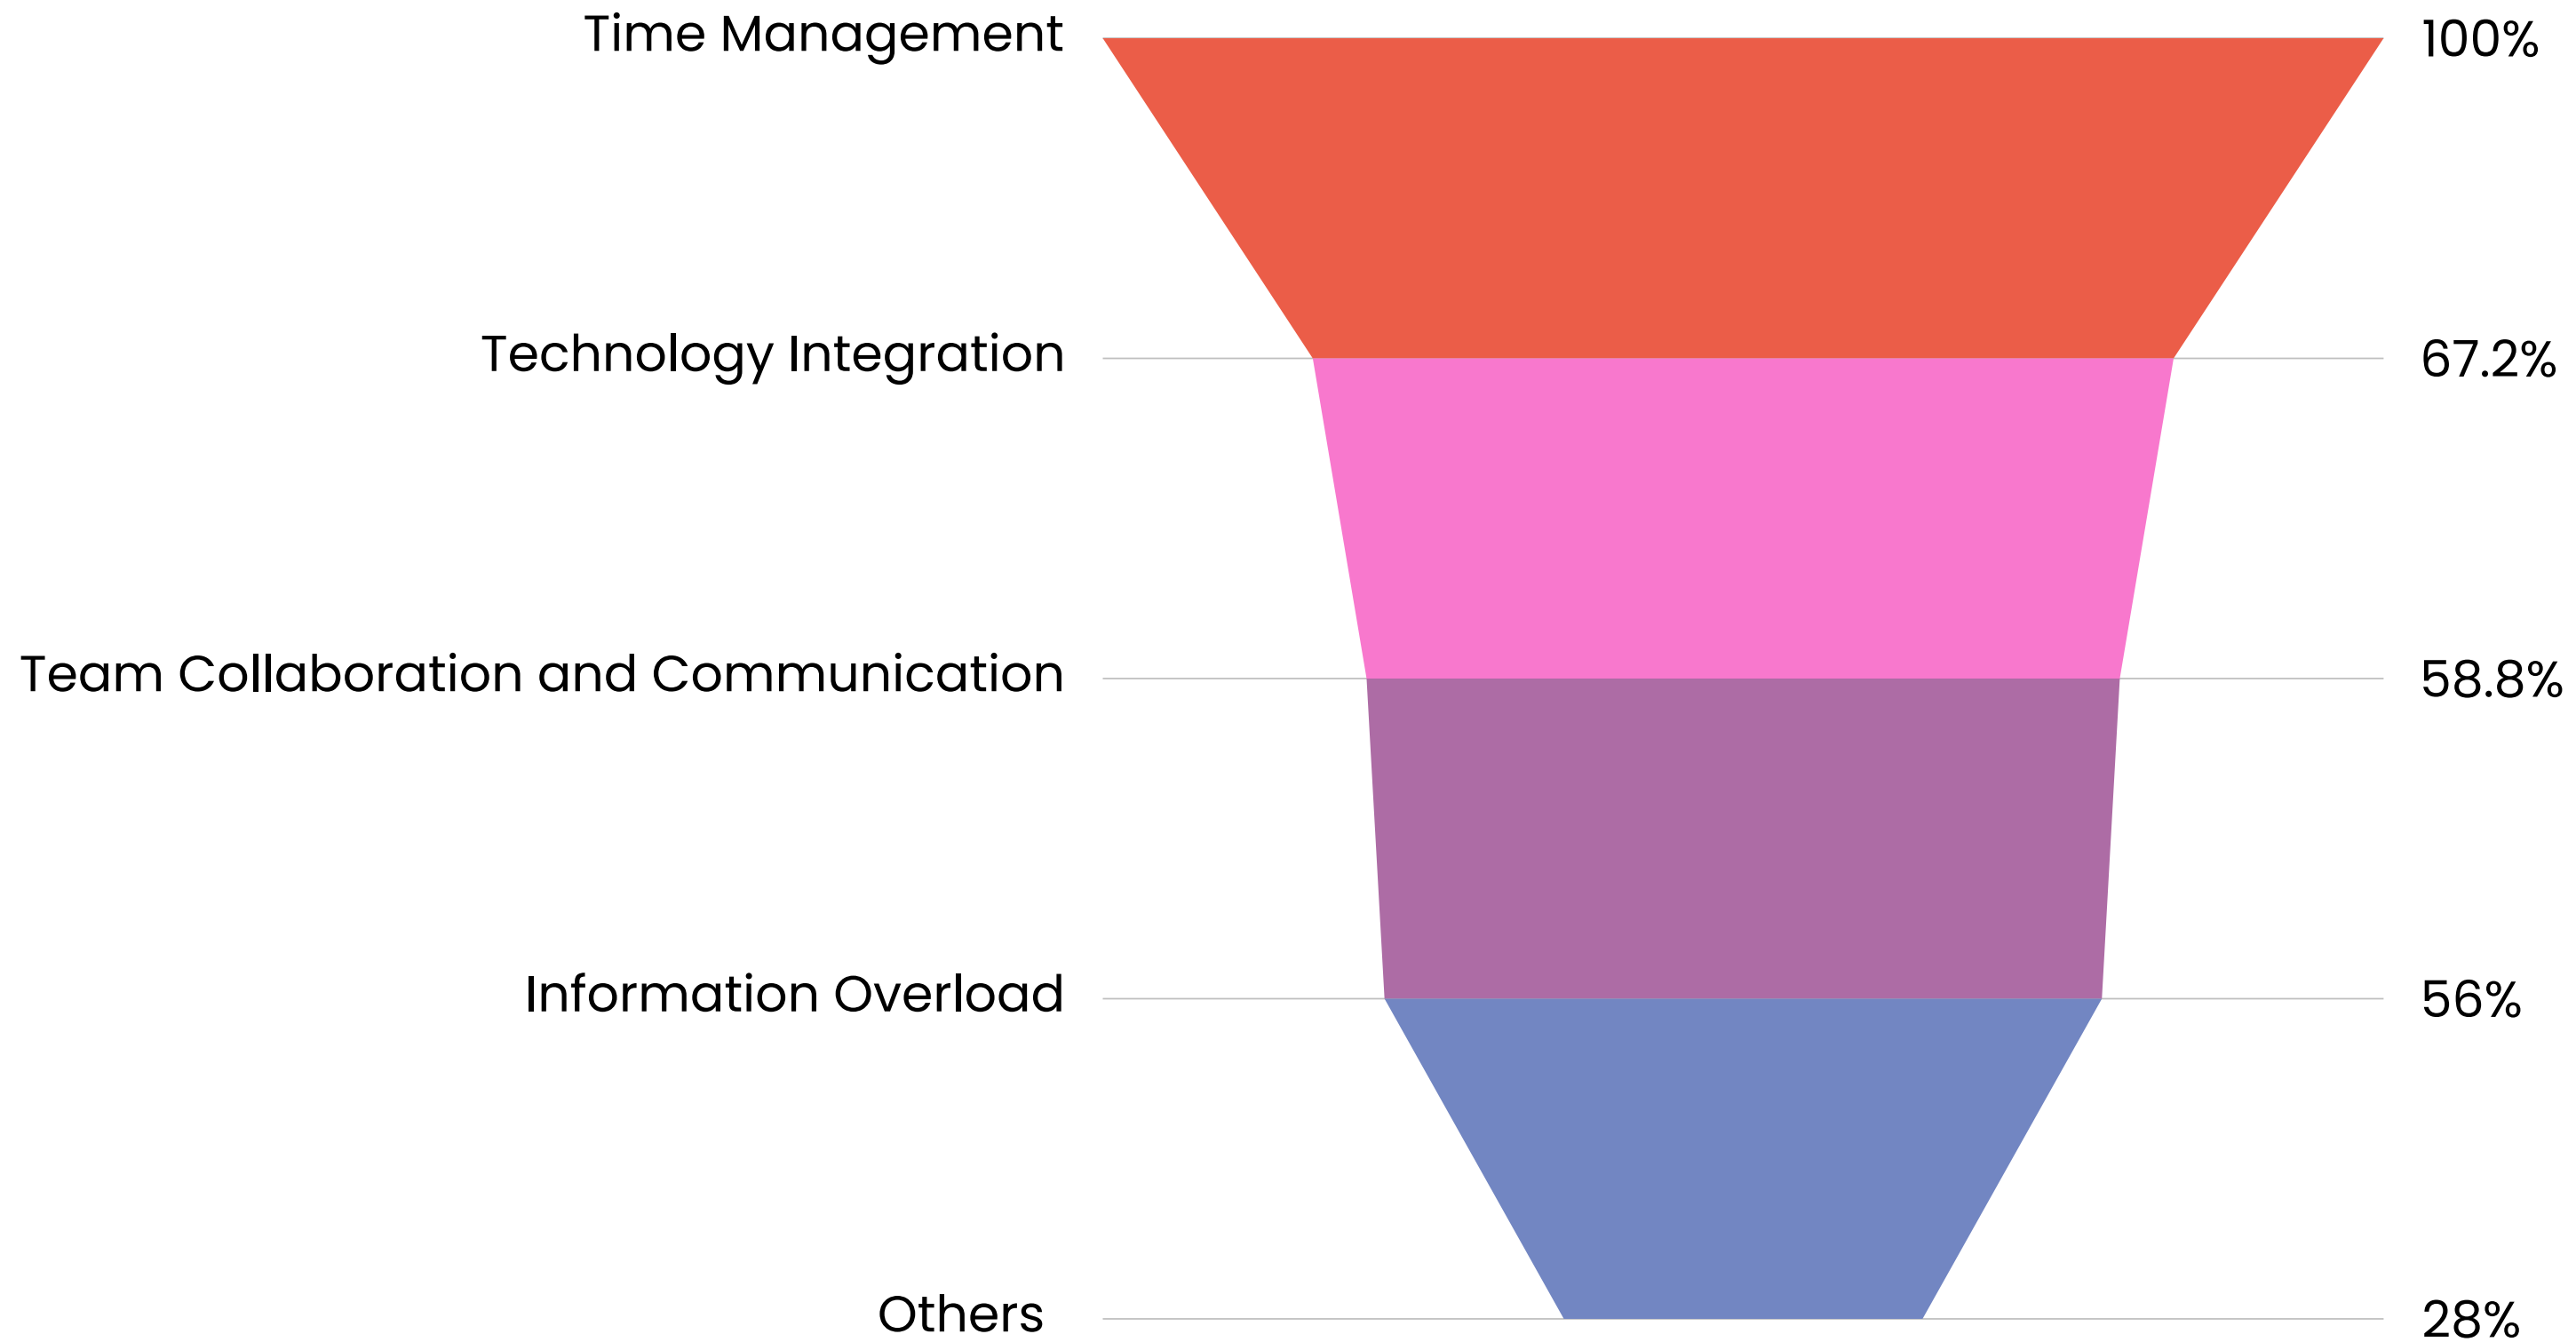 Time Management 100%
Technology Integration 67.2%
Team Collaboration and Communication 58.8%
Information Overload 56%
Others 28%